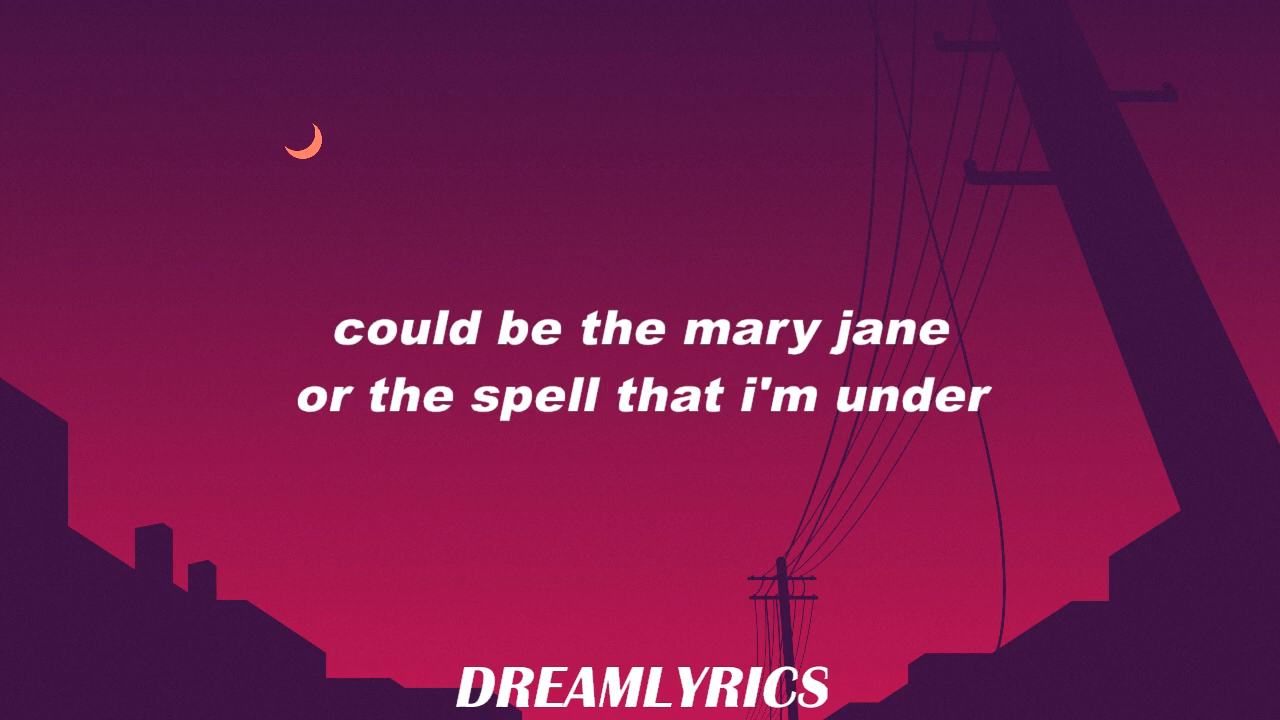 could be the mary jane
or the spell that i'm under
DREAMLYRICS